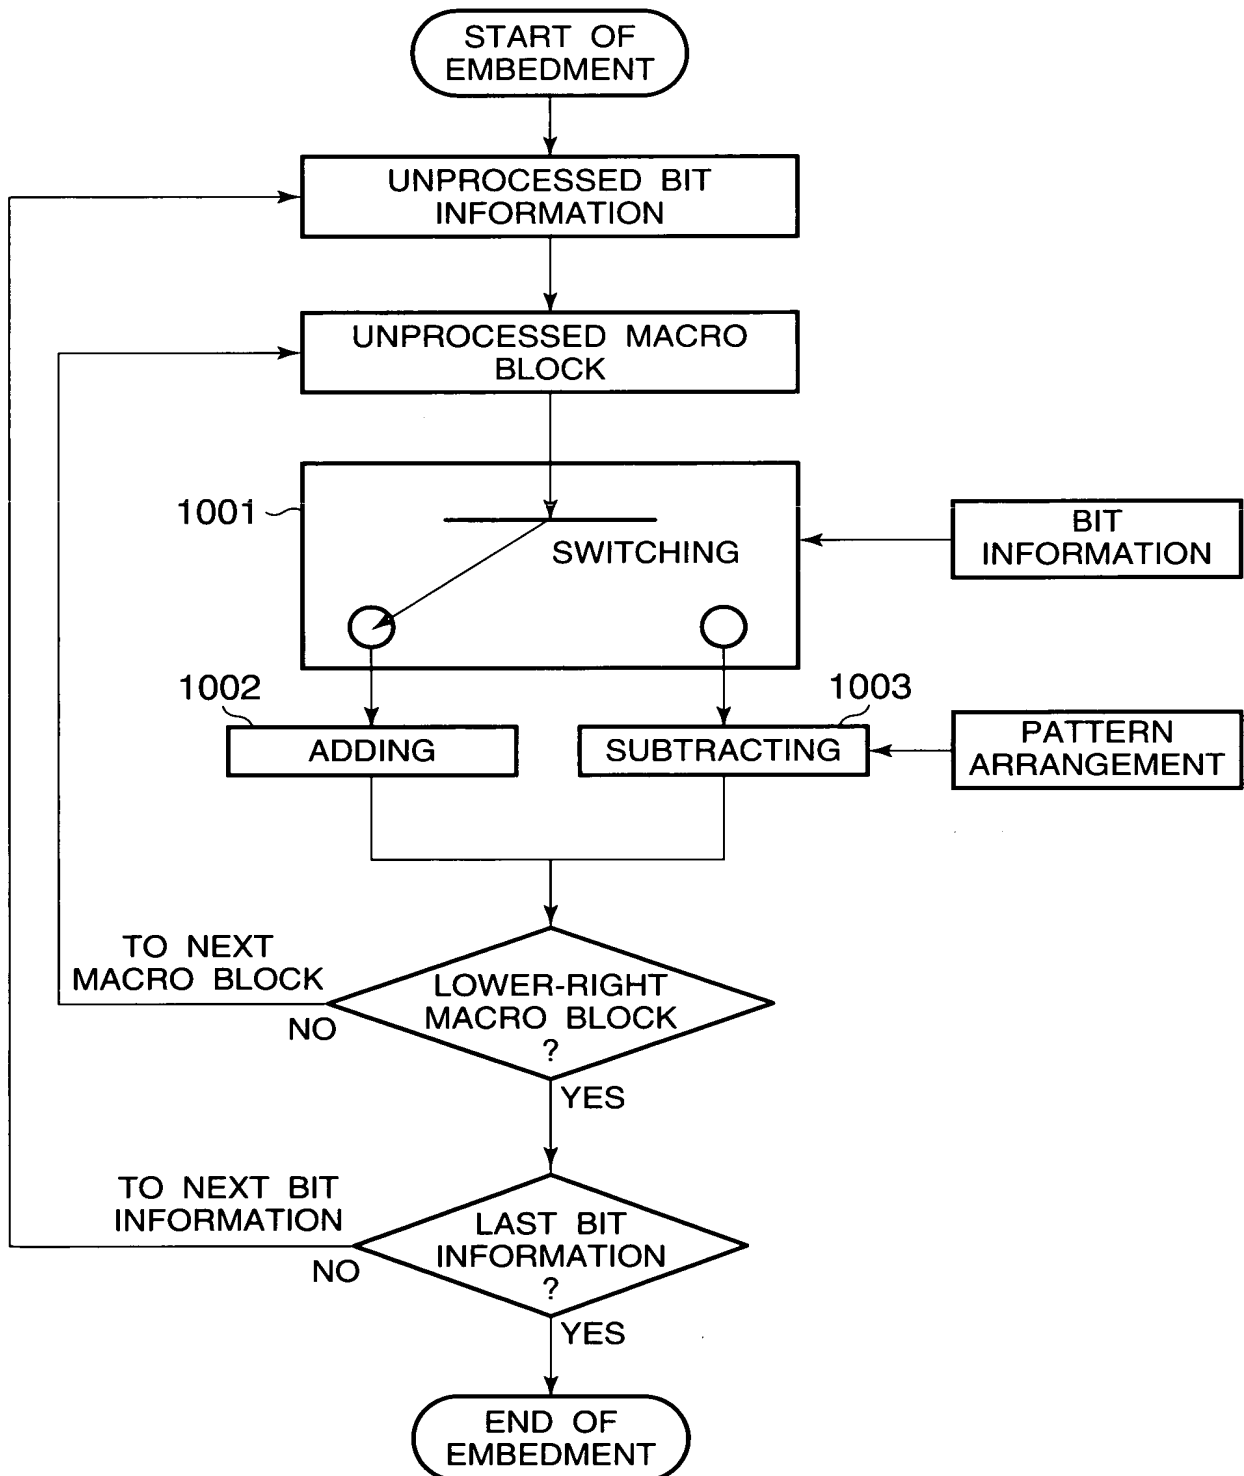 START OF
EMBEDMENT
UNPROCESSED BIT
INFORMATION
UNPROCESSED MACRO
BLOCK
1001
SWITCHING
BIT
INFORMATION
1002
1003
ADDING
SUBTRACTING
PATTERN
ARRANGEMENT
TO NEXT
MACRO BLOCK
NO
LOWER-RIGHT
MACRO BLOCK
?
YES
TO NEXT BIT
INFORMATION
NO
LAST BIT
INFORMATION
?
YES
END OF
EMBEDMENT